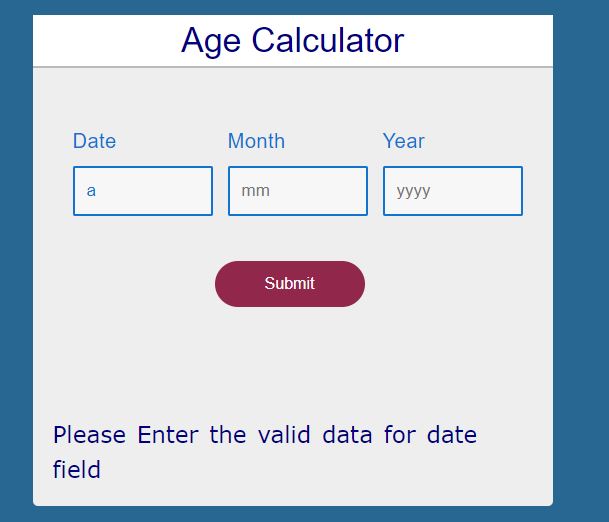 Age Calculator
Date Month Year
a mm yyyy
Submit
Please Enter the valid data for date
field